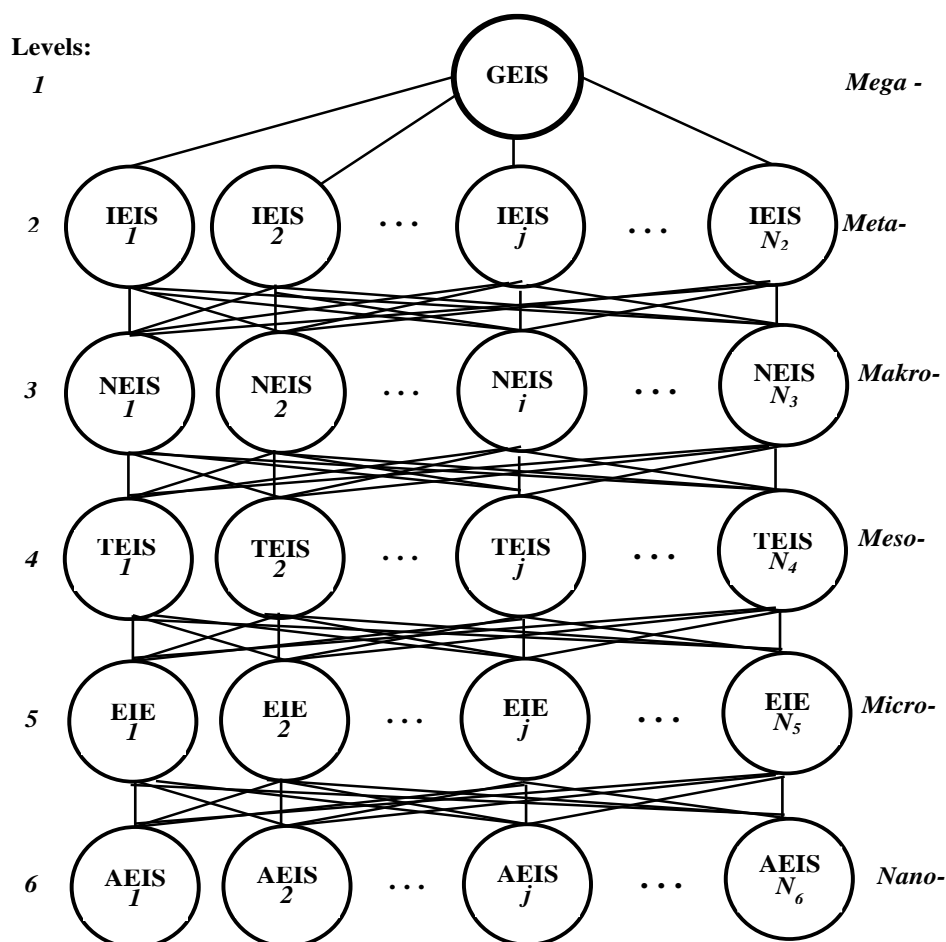 Levels:
1 GEIS Mega -
IEIS IEIS IEIS IEIS
2 1 2 ... j ... N₂ Meta-
NEIS NEIS NEIS NEIS Makro-
3 1 2 ... i ... N₃
TEIS TEIS TEIS TEIS Meso-
4 1 2 ... j ... N₄
EIE EIE EIE EIE Micro-
5 1 2 ... j ... N₅
AEIS AEIS AEIS AEIS
6 1 2 ... j ... N₆ Nano-